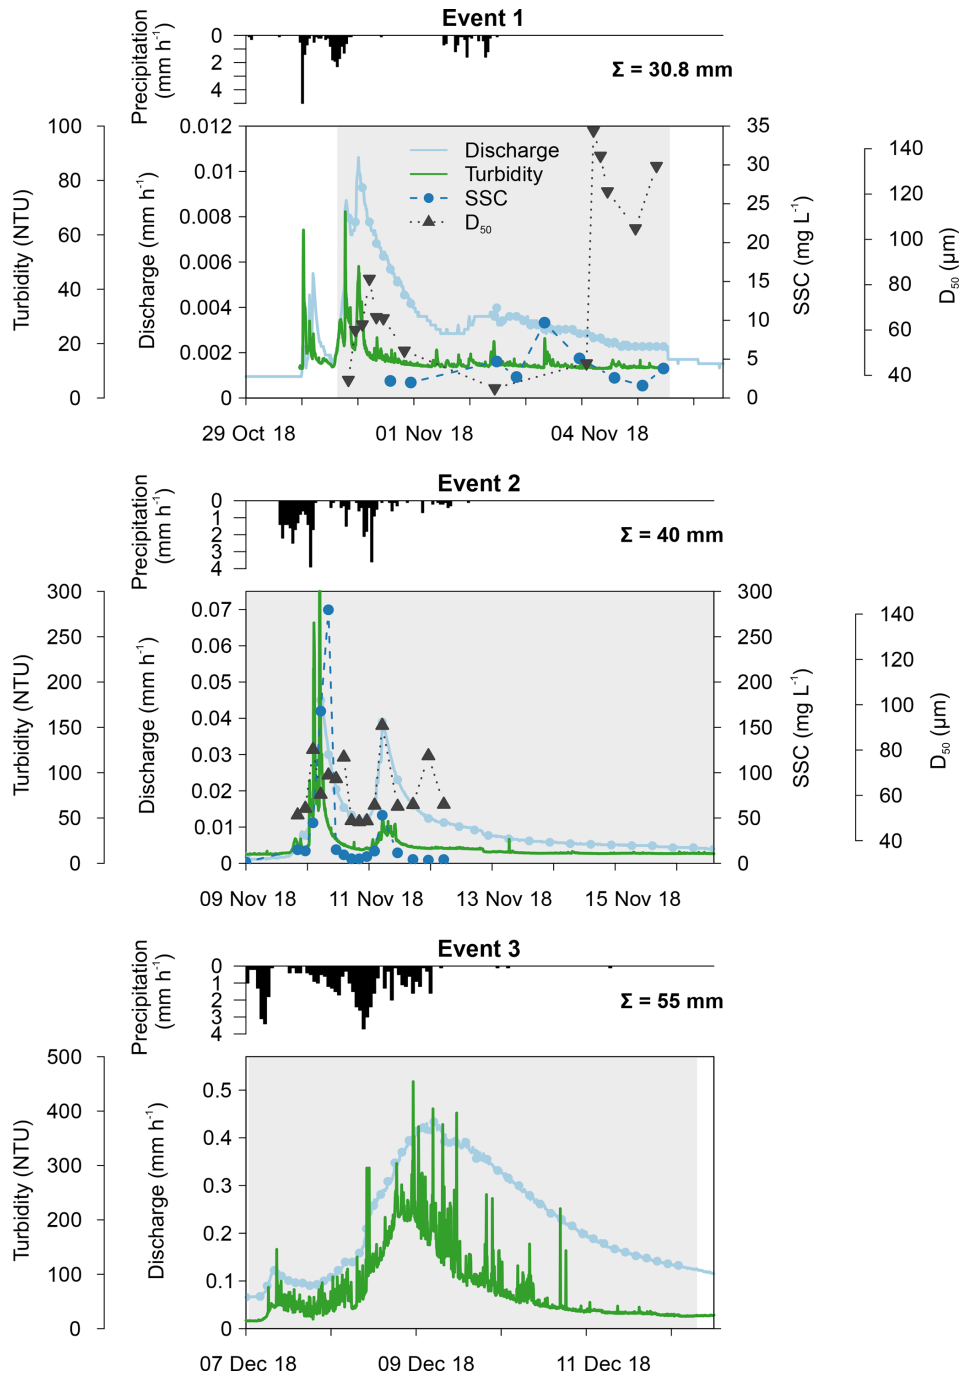 Event 1
Precipitation
(mm h-1)
0
2
4
Σ = 30.8 mm
Turbidity (NTU)
100
80
60
40
20
0
Discharge (mm h-1)
0.012
0.01
0.008
0.006
0.004
0.002
0
Discharge
Turbidity
SSC
D50
35
30
25
20
15
10
5
0
SSC (mg L-1)
140
120
100
80
60
40
D50 (µm)
29 Oct 18
01 Nov 18
04 Nov 18
Event 2
Precipitation
(mm h-1)
0
1
2
3
4
Σ = 40 mm
Turbidity (NTU)
300
250
200
150
100
50
0
Discharge (mm h-1)
0.07
0.06
0.05
0.04
0.03
0.02
0.01
0
300
250
200
150
100
50
0
SSC (mg L-1)
140
120
100
80
60
40
D50 (µm)
09 Nov 18
11 Nov 18
13 Nov 18
15 Nov 18
Event 3
Precipitation
(mm h-1)
0
1
2
3
4
Σ = 55 mm
Turbidity (NTU)
500
400
300
200
100
0
Discharge (mm h-1)
0.5
0.4
0.3
0.2
0.1
0
07 Dec 18
09 Dec 18
11 Dec 18